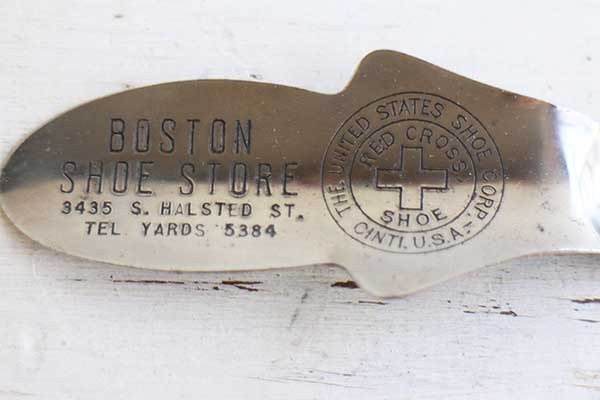 BOSTON
SHOE STORE
3435 S. HALSTED ST.
TEL. YARDS 5384
THE UNITED STATES SHOE CORP.
CINTI. U.S.A.
RED CROSS
SHOE